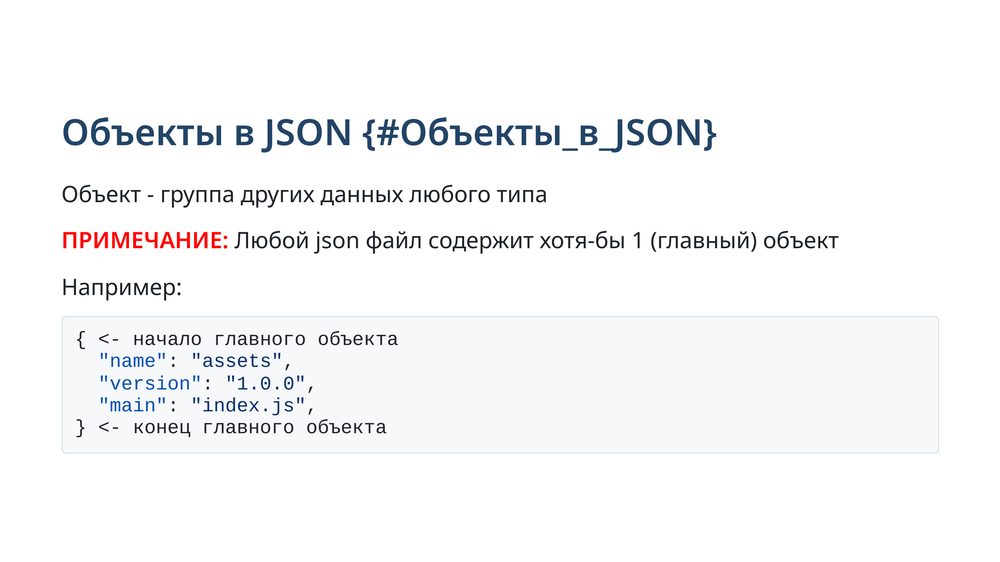 Объекты в JSON {#Объекты_в_JSON}
Объект - группа других данных любого типа
ПРИМЕЧАНИЕ: Любой json файл содержит хотя-бы 1 (главный) объект
Например:
{ <- начало главного объекта
  "name": "assets",
  "version": "1.0.0",
  "main": "index.js",
} <- конец главного объекта